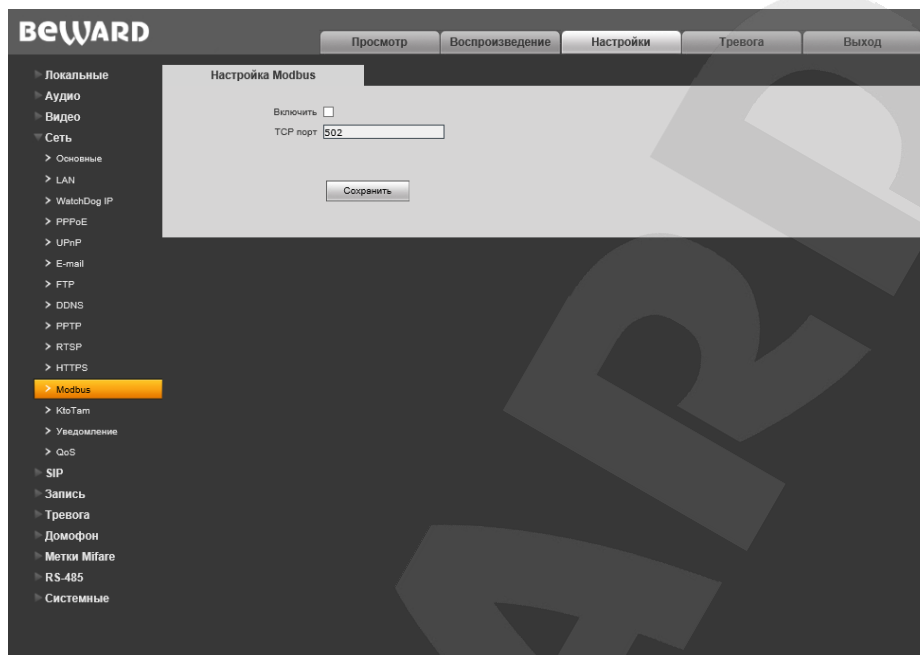 BEWARD
Просмотр
Воспроизведение
Настройки
Тревога
Выход
Локальные
Аудио
Видео
Сеть
Основные
LAN
WatchDog IP
PPPoE
UPnP
E-mail
FTP
DDNS
PPTP
RTSP
HTTPS
Modbus
KtoTam
Уведомление
QoS
SIP
Запись
Тревога
Домофон
Метки Mifare
RS-485
Системные
Настройка Modbus
Включить
TCP порт 502
Сохранить